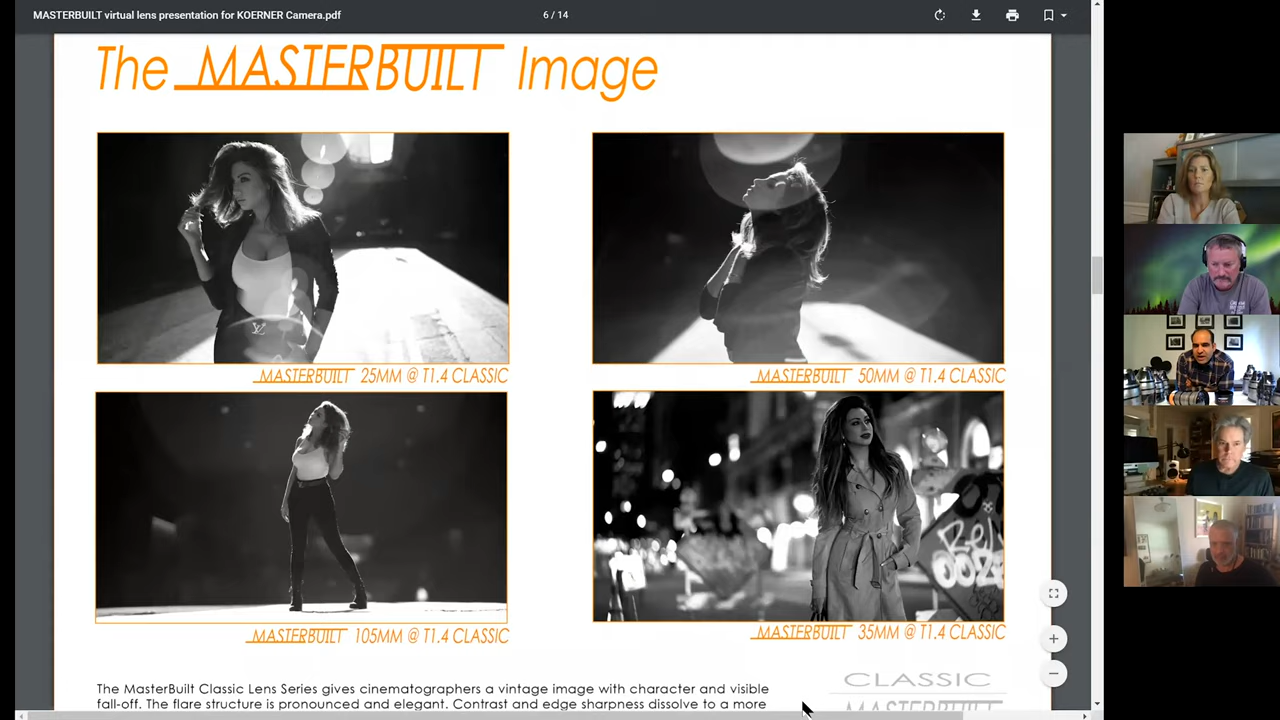 MASTERBUILT virtual lens presentation for KOERNER Camera.pdf
6 / 14
The MASTERBUILT Image
MASTERBUILT 25MM @ T1.4 CLASSIC
MASTERBUILT 50MM @ T1.4 CLASSIC
MASTERBUILT 105MM @ T1.4 CLASSIC
MASTERBUILT 35MM @ T1.4 CLASSIC
The MasterBuilt Classic Lens Series gives cinematographers a vintage image with character and visible
fall-off. The flare structure is pronounced and elegant. Contrast and edge sharpness dissolve to a more
CLASSIC
MASTERBUILT